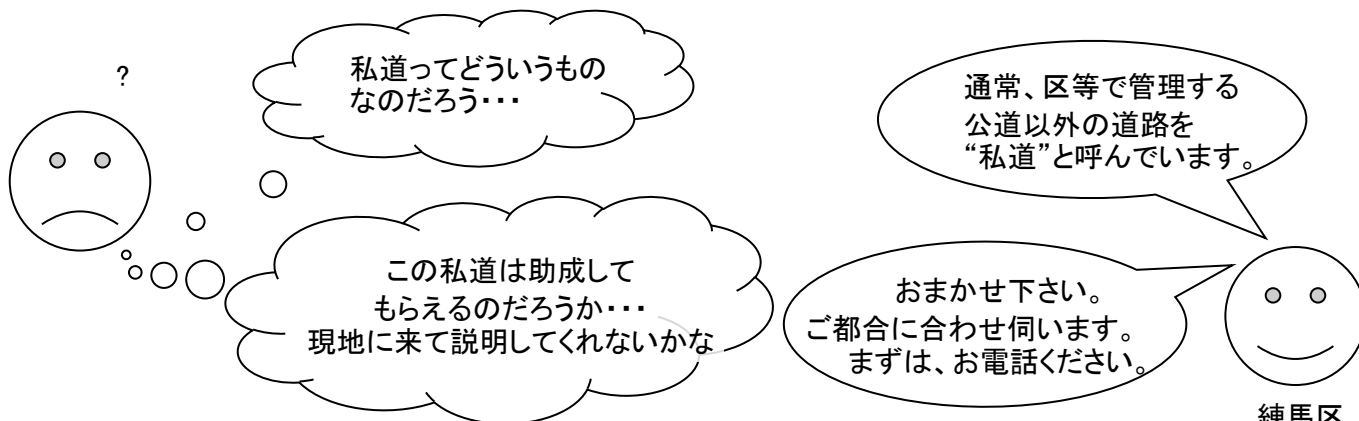 ?
私道ってどういうもの
なのだろう・・・
この私道は助成して
もらえるのだろうか・・・
現地に来て説明してくれないかな
通常、区等で管理する
公道以外の道路を
“私道”と呼んでいます。
おまかせ下さい。
ご都合に合わせ伺います。
まずは、お電話ください。
練馬区